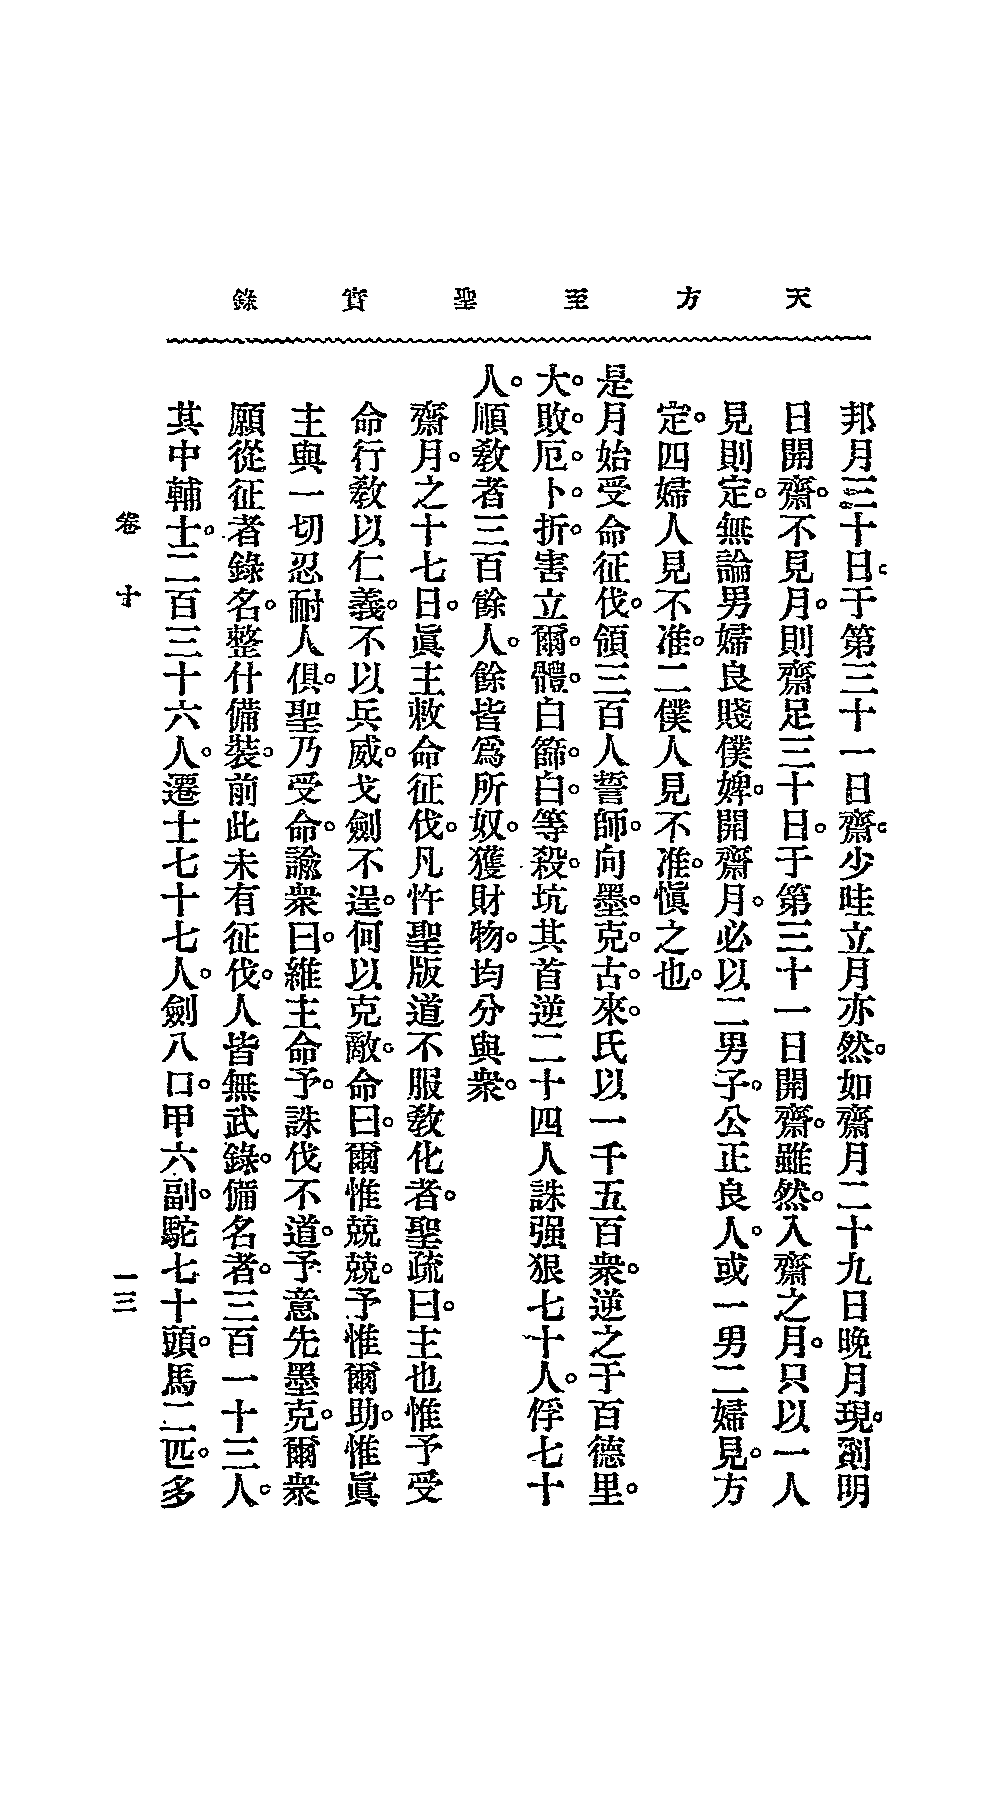 天方至聖實錄
邦月三十日。于第三十一日齋。少哇立月亦然。如齋月二十九日晚月現。剳明
日開齋。不見月。則齋足三十日。于第三十一日開齋。雖然。入齋之月。只以一人
見則定。無論男婦良賤僕婢。開齋月。必以二男子。公正良人。或一男二婦見。方
定。四婦人見不准。二僕人見不准。愼之也。
是月始受命征伐。領三百人誓師。向墨。克。古。來。氏以一千五百衆。逆之于百德里。
大。敗。厄。卜。折。害立爾。體。白篩。白。等殺。坑其首逆二十四人誅强狠七十人。俘七十
人。順教者三百餘人。餘皆爲所奴。獲財物。均分與衆。
齋月。之十七日。眞主敕命征伐。凡忤聖版道不服教化者。聖疏曰。主也惟予受
命行教以仁義。不以兵威。戈劍不逞。何以克敵。命曰。爾惟兢兢。予惟爾助。惟眞
主與一切忍耐人俱。聖乃受命。諭衆曰。維主命予。誅伐不道。予意先墨克。爾衆
願從征者錄名。整什備裝。前此未有征伐。人皆無武錄。備名者。三百一十三人。
其中輔士。二百三十六人。遷士七十七人。劍八口。甲六副。駝七十頭。馬二匹。多
卷十
一三